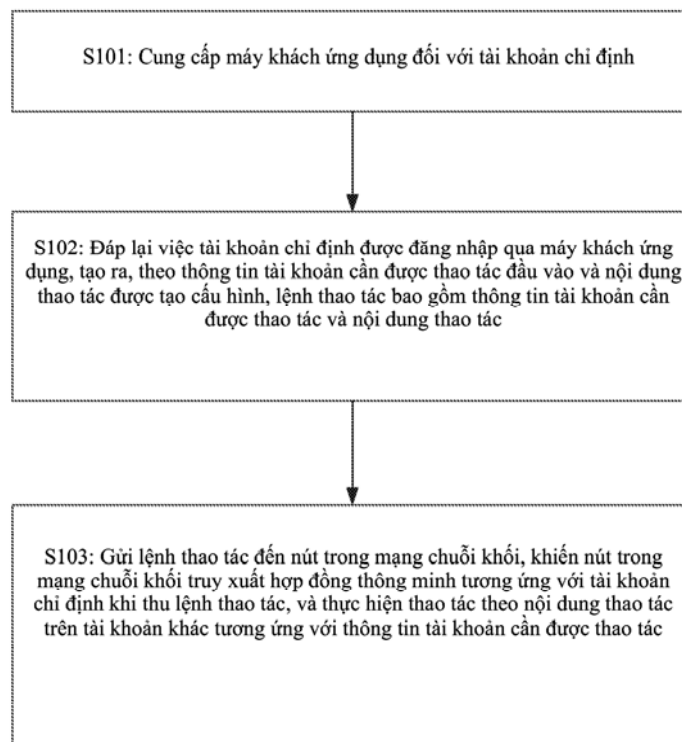 S101: Cung cấp máy khách ứng dụng đối với tài khoản chỉ định
S102: Đáp lại việc tài khoản chỉ định được đăng nhập qua máy khách ứng
dụng, tạo ra, theo thông tin tài khoản cần được thao tác đầu vào và nội dung
thao tác được tạo cấu hình, lệnh thao tác bao gồm thông tin tài khoản cần
được thao tác và nội dung thao tác
S103: Gửi lệnh thao tác đến nút trong mạng chuỗi khối, khiến nút trong
mạng chuỗi khối truy xuất hợp đồng thông minh tương ứng với tài khoản
chỉ định khi thu lệnh thao tác, và thực hiện thao tác theo nội dung thao tác
trên tài khoản khác tương ứng với thông tin tài khoản cần được thao tác